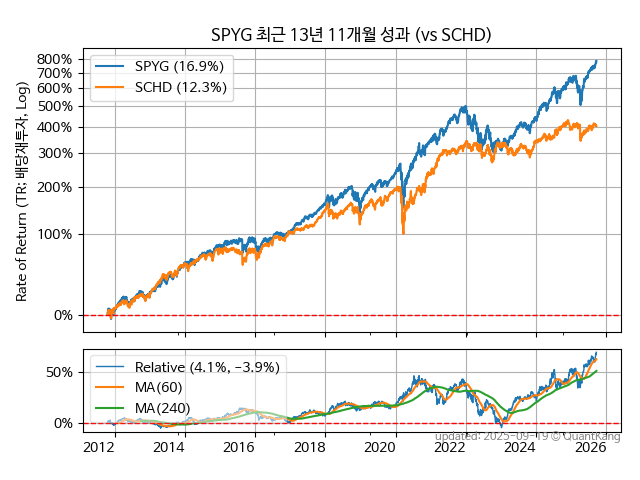 SPYG 최근 13년 11개월 성과 (vs SCHD)
Rate of Return (TR: 배당재투자, Log)
800%
700%
600%
500%
400%
300%
200%
100%
0%
SPYG (16.9%)
SCHD (12.3%)
50%
0%
Relative (4.1%, −3.9%)
MA(60)
MA(240)
2012 2014 2016 2018 2020 2022 2024 2026
updated: 2025-09-19 © QuantKang